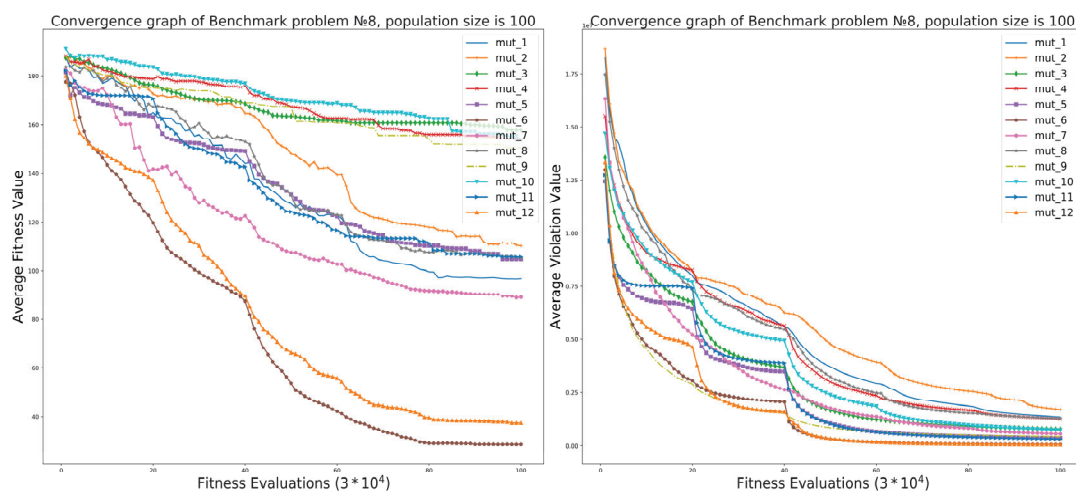 Convergence graph of Benchmark problem №8, population size is 100
Average Fitness Value
180
160
140
120
100
80
60
40
0
20
40
60
80
100
Fitness Evaluations (3 * 10⁴)
mut_1
mut_2
mut_3
mut_4
mut_5
mut_6
mut_7
mut_8
mut_9
mut_10
mut_11
mut_12
Convergence graph of Benchmark problem №8, population size is 100
Average Violation Value
1.75
1.50
1.25
1.00
0.75
0.50
0.25
0.00
0
20
40
60
80
100
Fitness Evaluations (3 * 10⁴)
mut_1
mut_2
mut_3
mut_4
mut_5
mut_6
mut_7
mut_8
mut_9
mut_10
mut_11
mut_12